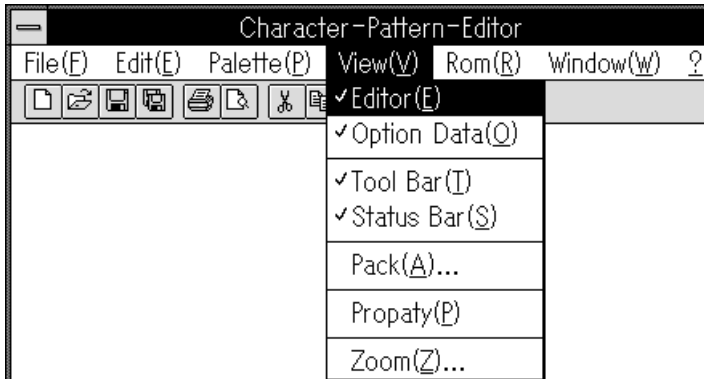 Character-Pattern-Editor
File(F) Edit(E) Palette(P) View(V) Rom(R) Window(W) ?
✓Editor(E)
✓Option Data(O)
✓Tool Bar(T)
✓Status Bar(S)
Pack(A)...
Propaty(P)
Zoom(Z)...